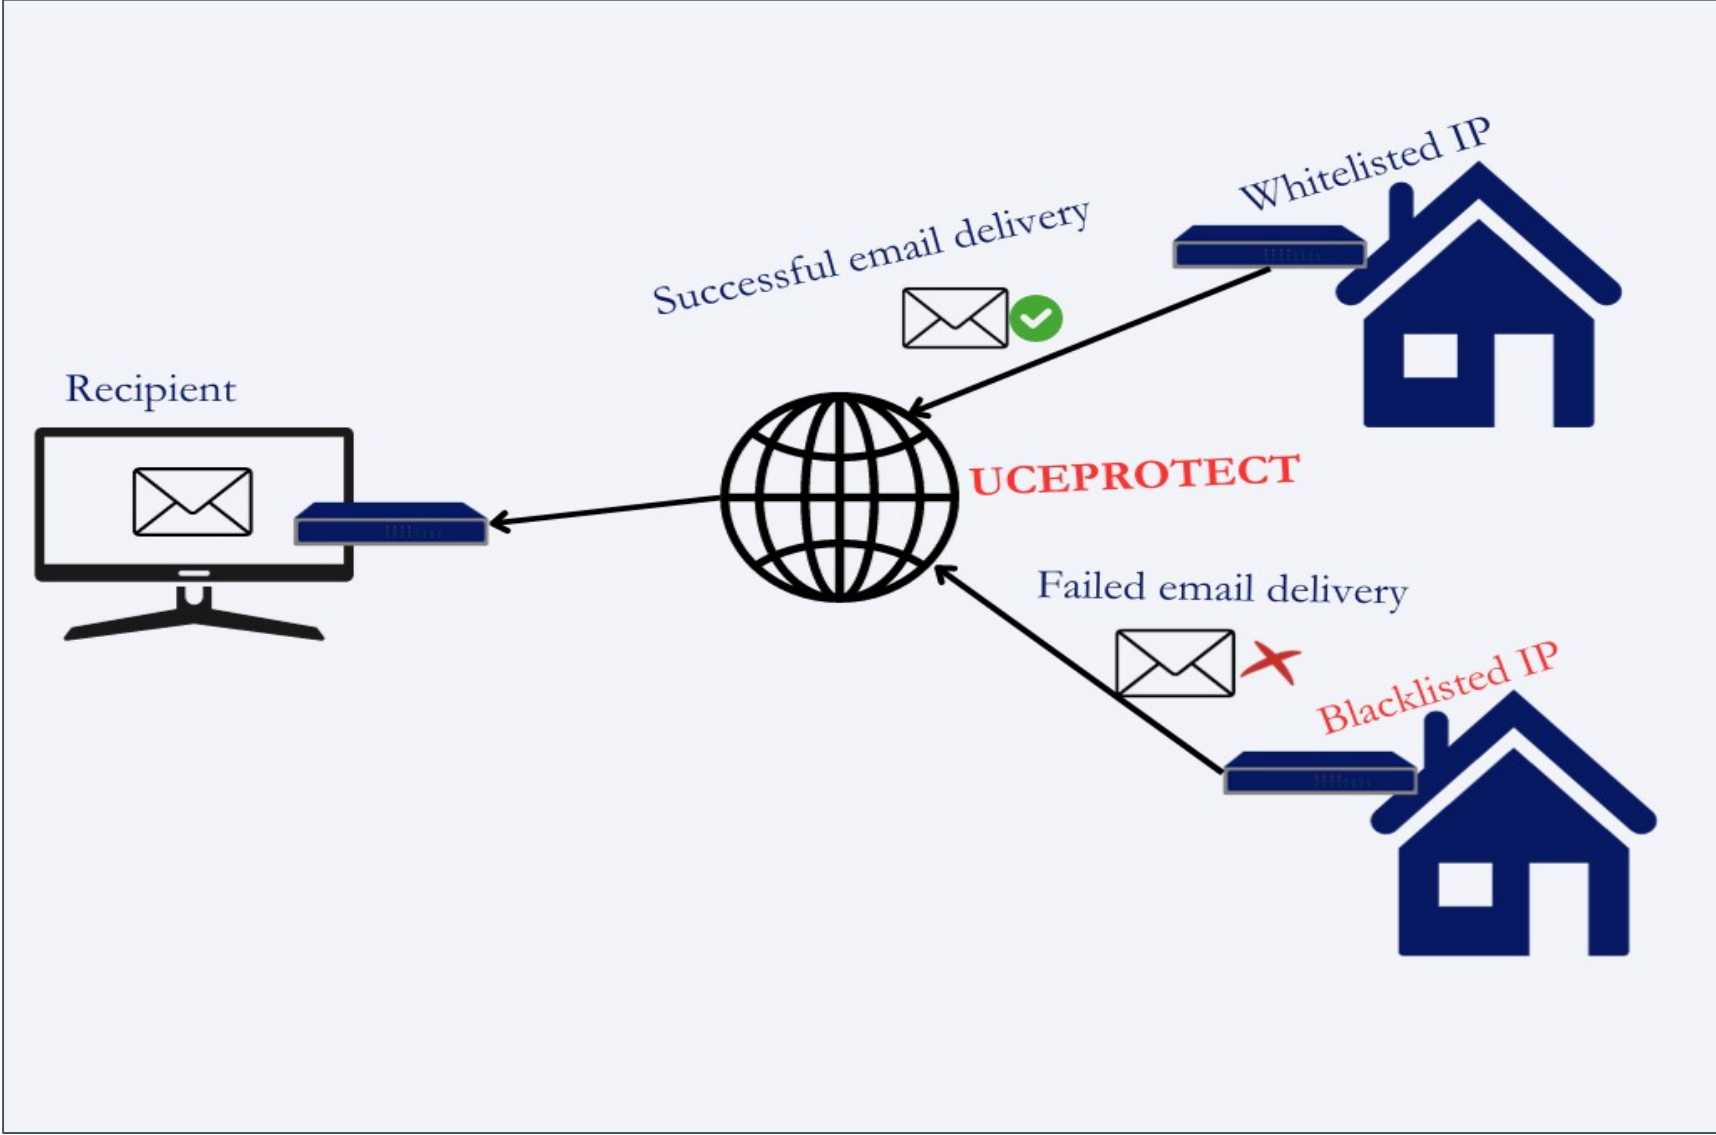 Whitelisted IP
Successful email delivery
Recipient
UCEPROTECT
Failed email delivery
Blacklisted IP